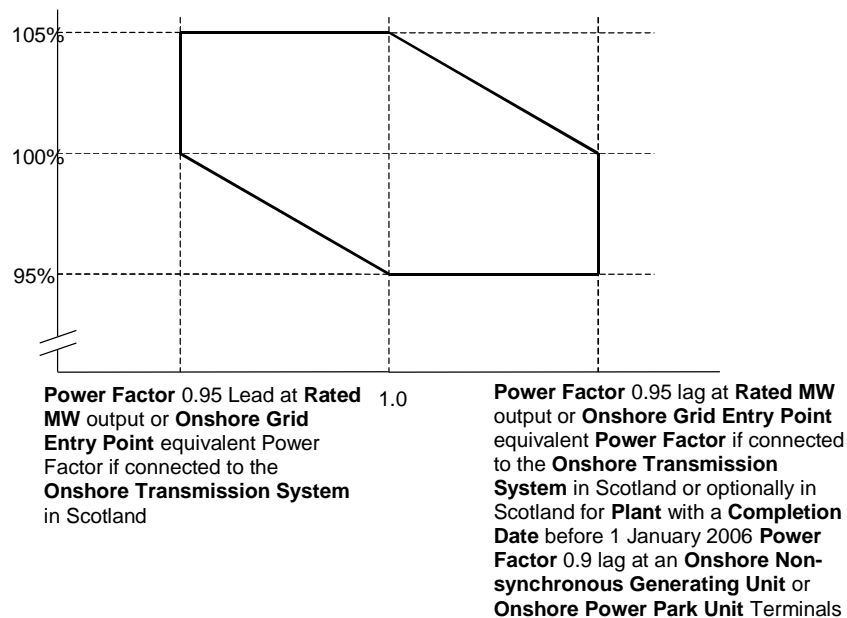 105%
100%
95%
Power Factor 0.95 Lead at Rated
MW output or Onshore Grid
Entry Point equivalent Power
Factor if connected to the
Onshore Transmission System
in Scotland
1.0
Power Factor 0.95 lag at Rated MW
output or Onshore Grid Entry Point
equivalent Power Factor if connected
to the Onshore Transmission
System in Scotland or optionally in
Scotland for Plant with a Completion
Date before 1 January 2006 Power
Factor 0.9 lag at an Onshore Non-
synchronous Generating Unit or
Onshore Power Park Unit Terminals